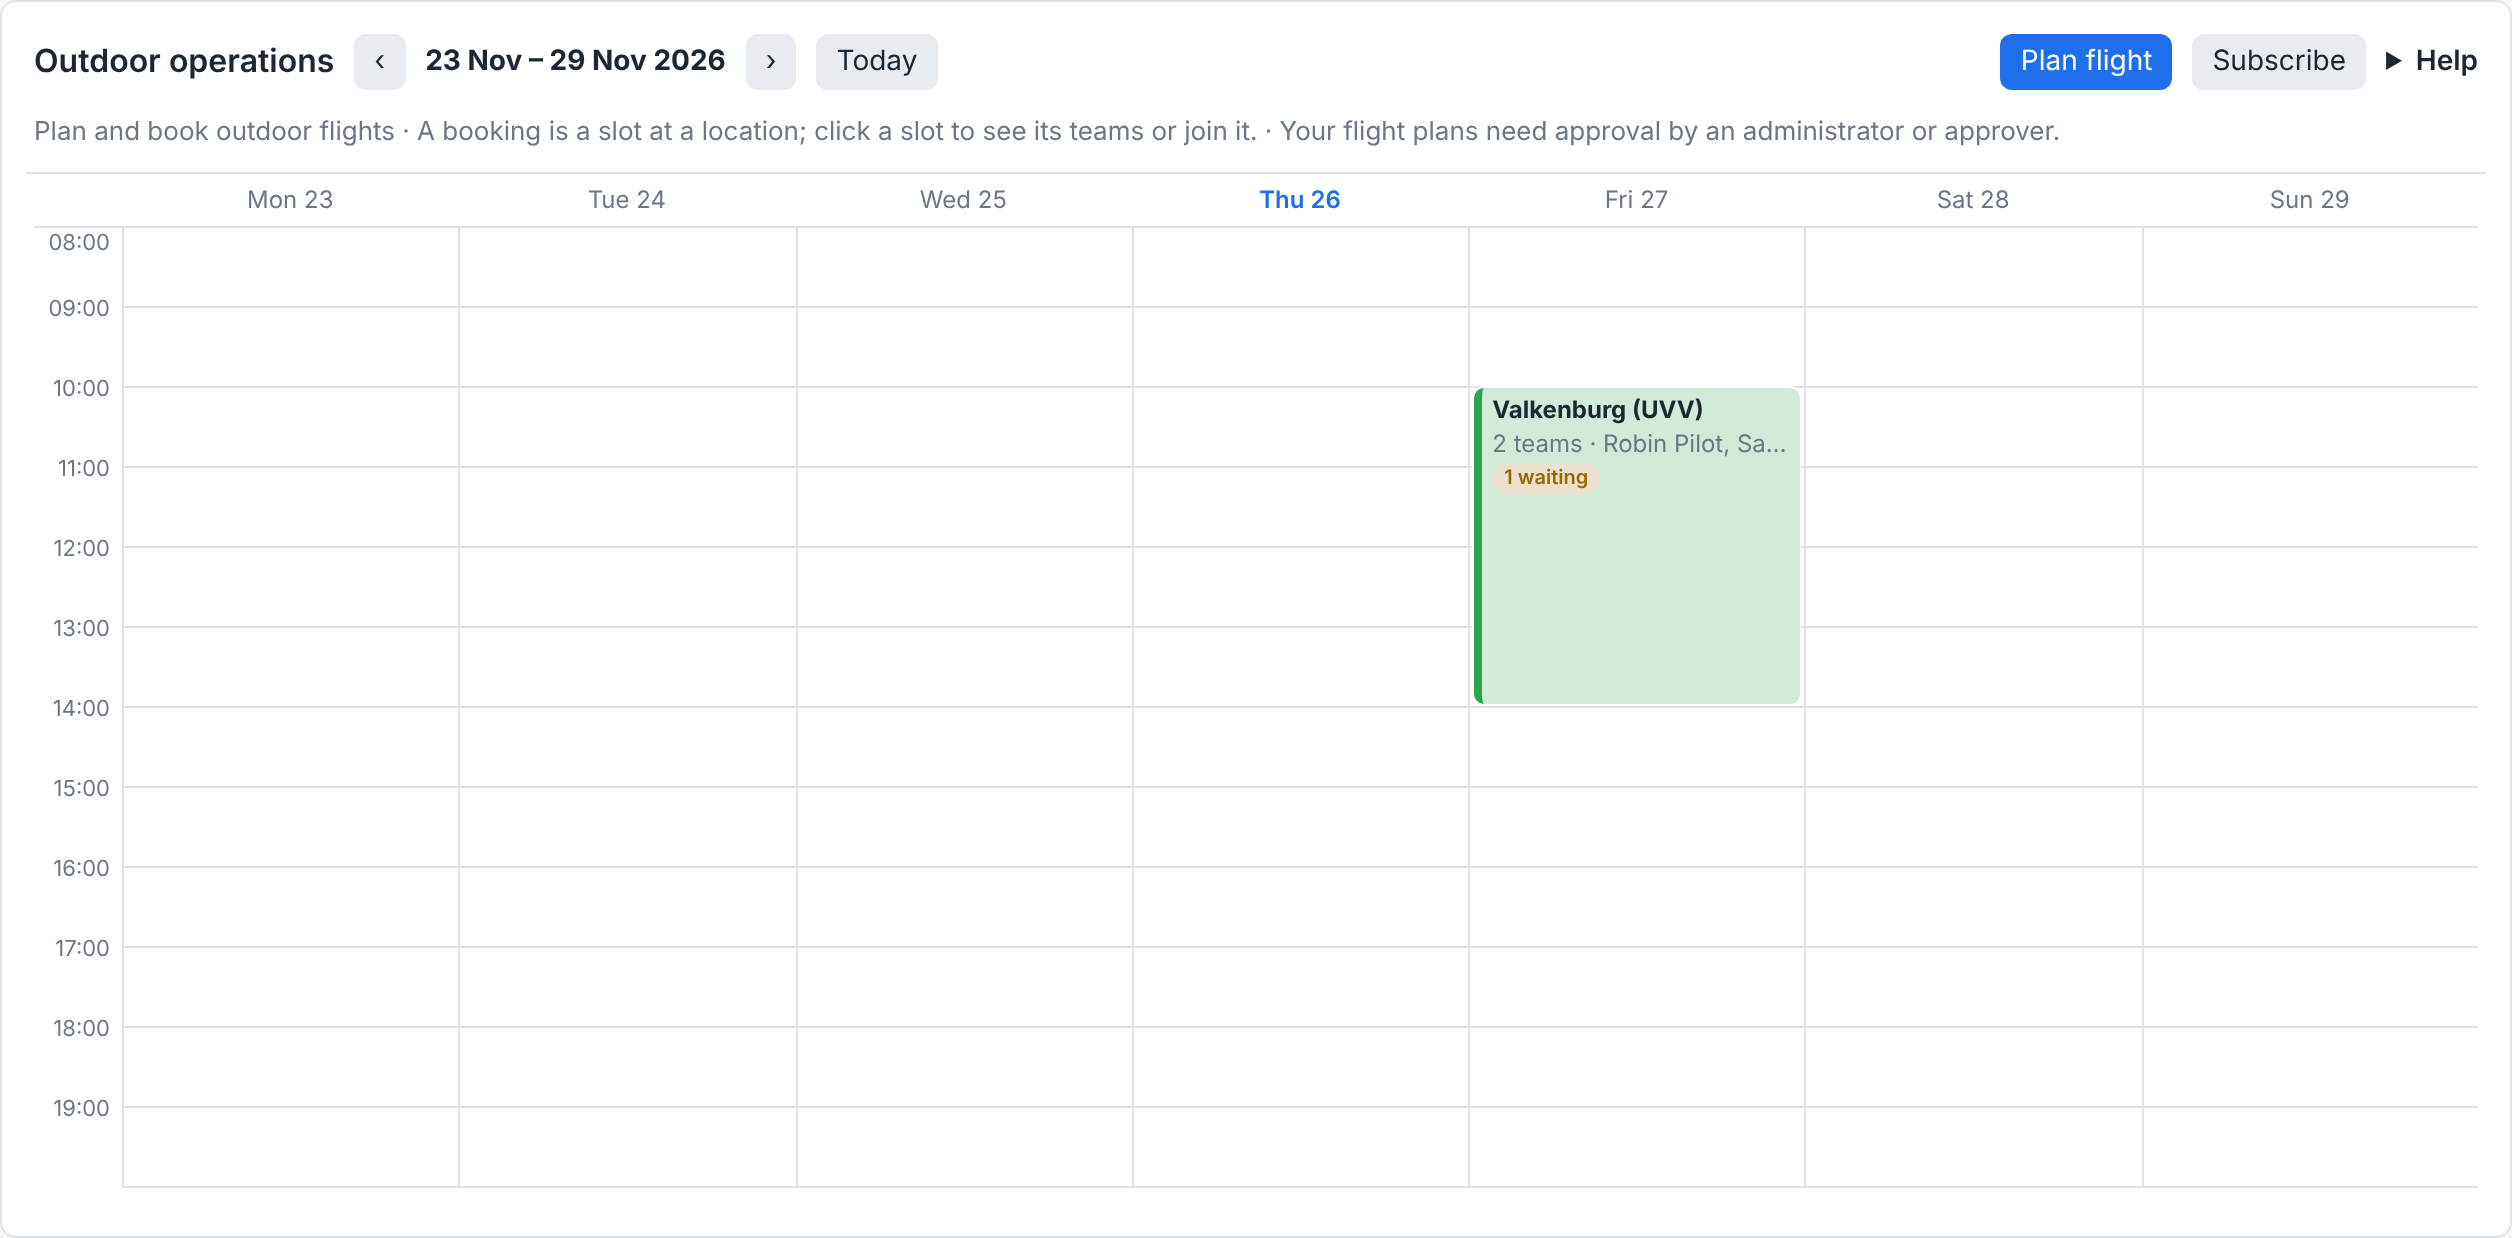 Outdoor operations ‹ 23 Nov – 29 Nov 2026 › Today Plan flight Subscribe ▶ Help
Plan and book outdoor flights · A booking is a slot at a location; click a slot to see its teams or join it. · Your flight plans need approval by an administrator or approver.
Mon 23 Tue 24 Wed 25 Thu 26 Fri 27 Sat 28 Sun 29
08:00
09:00
10:00
Valkenburg (UVV)
2 teams · Robin Pilot, Sa...
11:00
1 waiting
12:00
13:00
14:00
15:00
16:00
17:00
18:00
19:00